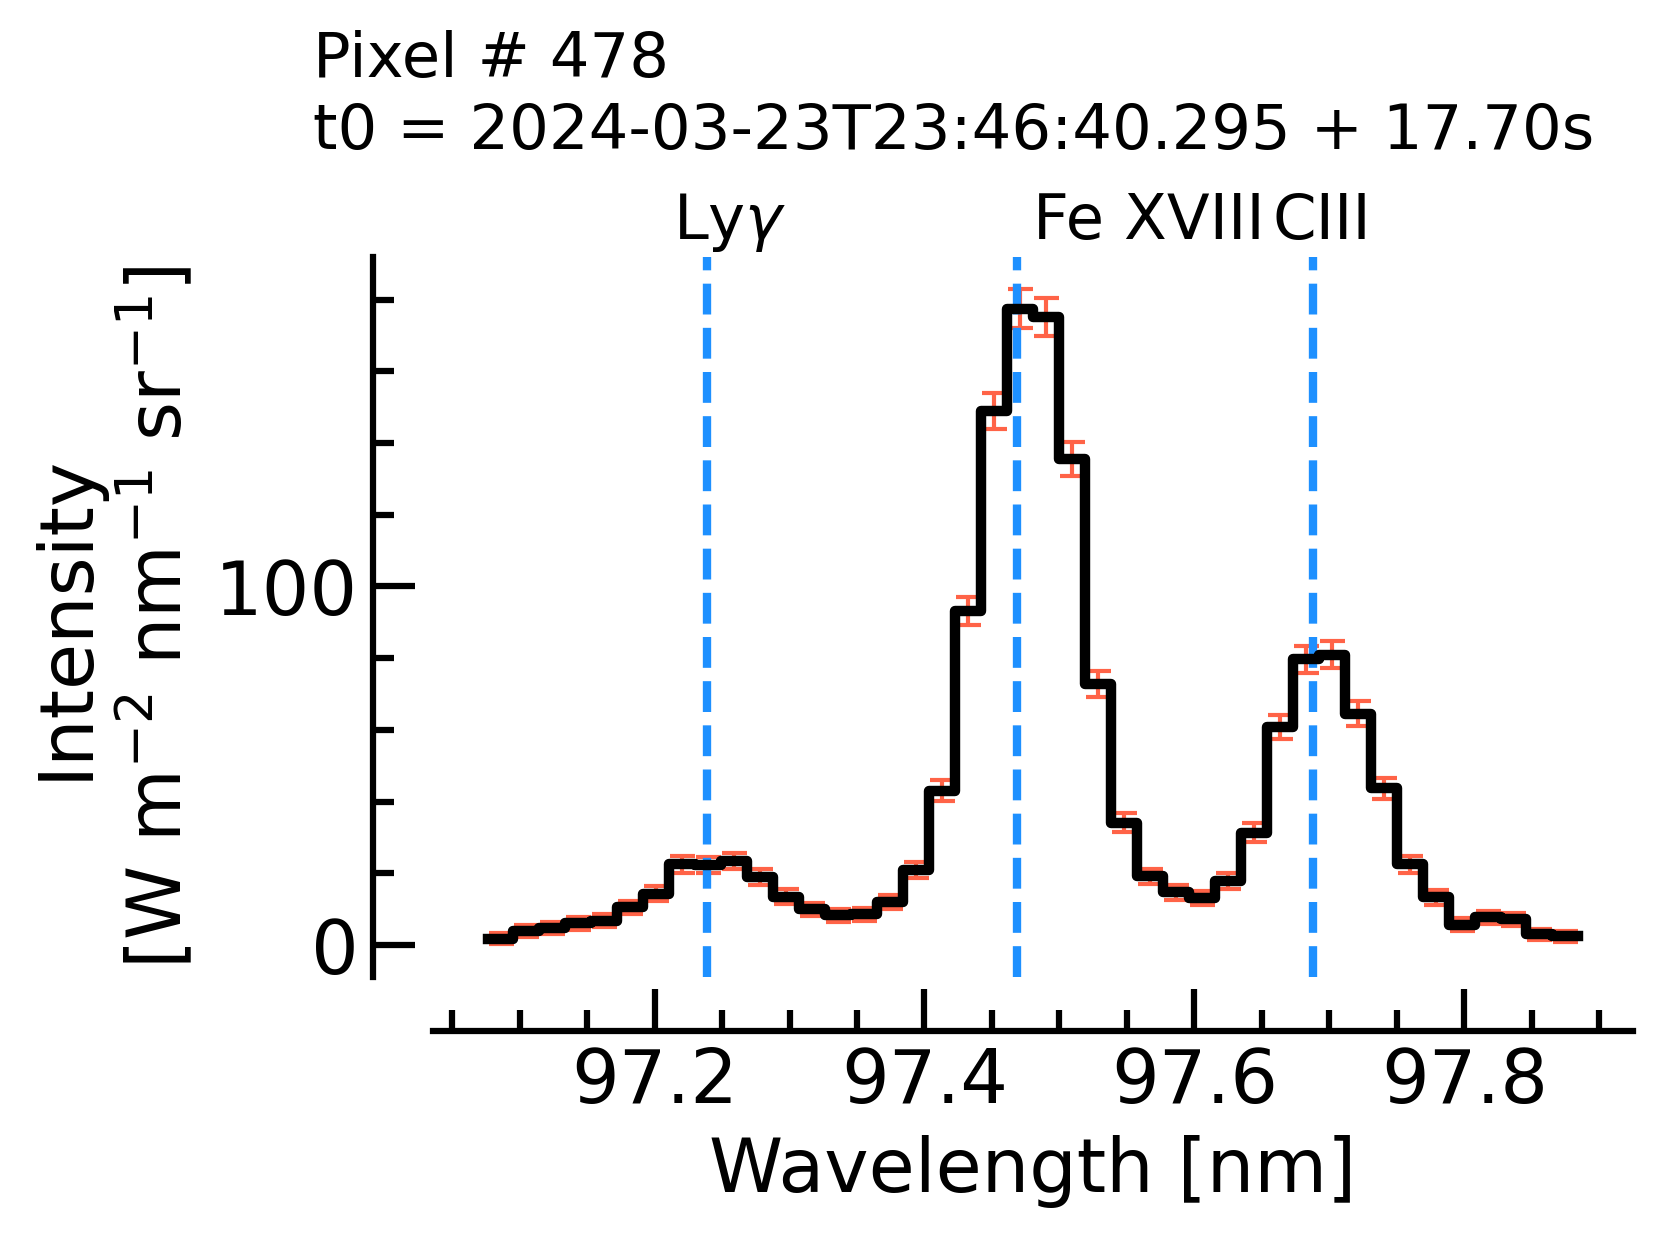 Pixel # 478
t0 = 2024-03-23T23:46:40.295 + 17.70s
Lyγ Fe XVIII CIII
Intensity
[W m⁻² nm⁻¹ sr⁻¹]
100
0
97.2 97.4 97.6 97.8
Wavelength [nm]